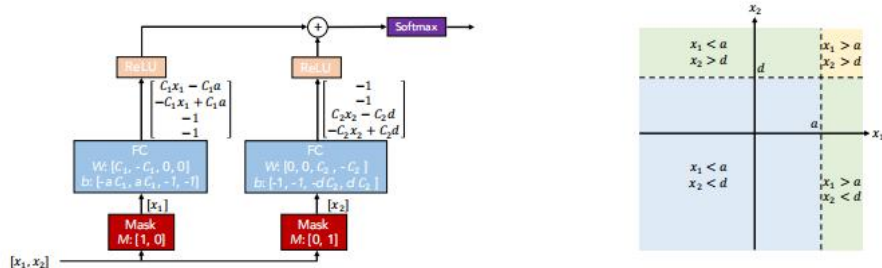 +
Softmax
ReLU
ReLU
C₁x₁ − C₁a
−C₁x₁ + C₁a
−1
−1
−1
−1
C₂x₂ − C₂d
−C₂x₂ + C₂d
FC
W: [C₁, -C₁, 0, 0]
b: [-a C₁, a C₁, -1, -1]
FC
W: [0, 0, C₂, -C₂ ]
b: [-1, -1, -d C₂, d C₂ ]
[x₁]
[x₂]
Mask
M: [1, 0]
Mask
M: [0, 1]
[x₁, x₂]
x₂
x₁ < a
x₂ > d
x₁ > a
x₂ > d
d
a
x₁
x₁ < a
x₂ < d
x₁ > a
x₂ < d